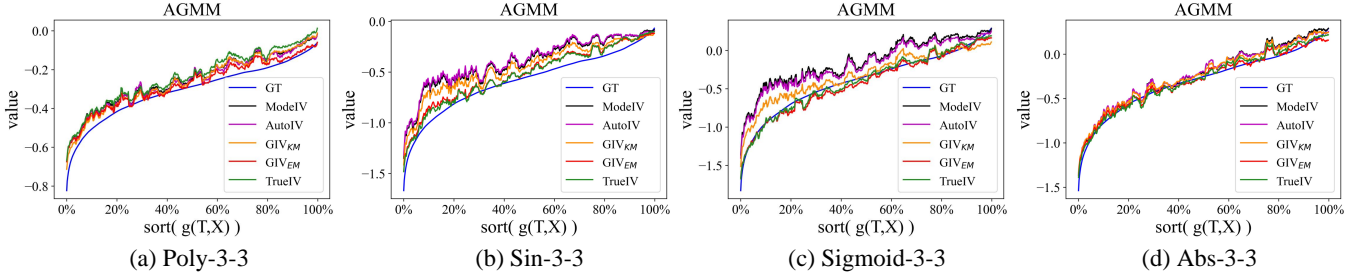 AGMM
0.0
−0.2
−0.4
−0.6
−0.8
value
GT
ModeIV
AutoIV
GIV_KM
GIV_EM
TrueIV
0% 20% 40% 60% 80% 100%
sort( g(T,X) )
(a) Poly-3-3
AGMM
0.0
−0.5
−1.0
−1.5
value
GT
ModeIV
AutoIV
GIV_KM
GIV_EM
TrueIV
0% 20% 40% 60% 80% 100%
sort( g(T,X) )
(b) Sin-3-3
AGMM
0.0
−0.5
−1.0
−1.5
value
GT
ModeIV
AutoIV
GIV_KM
GIV_EM
TrueIV
0% 20% 40% 60% 80% 100%
sort( g(T,X) )
(c) Sigmoid-3-3
AGMM
0.0
−0.5
−1.0
−1.5
value
GT
ModeIV
AutoIV
GIV_KM
GIV_EM
TrueIV
0% 20% 40% 60% 80% 100%
sort( g(T,X) )
(d) Abs-3-3